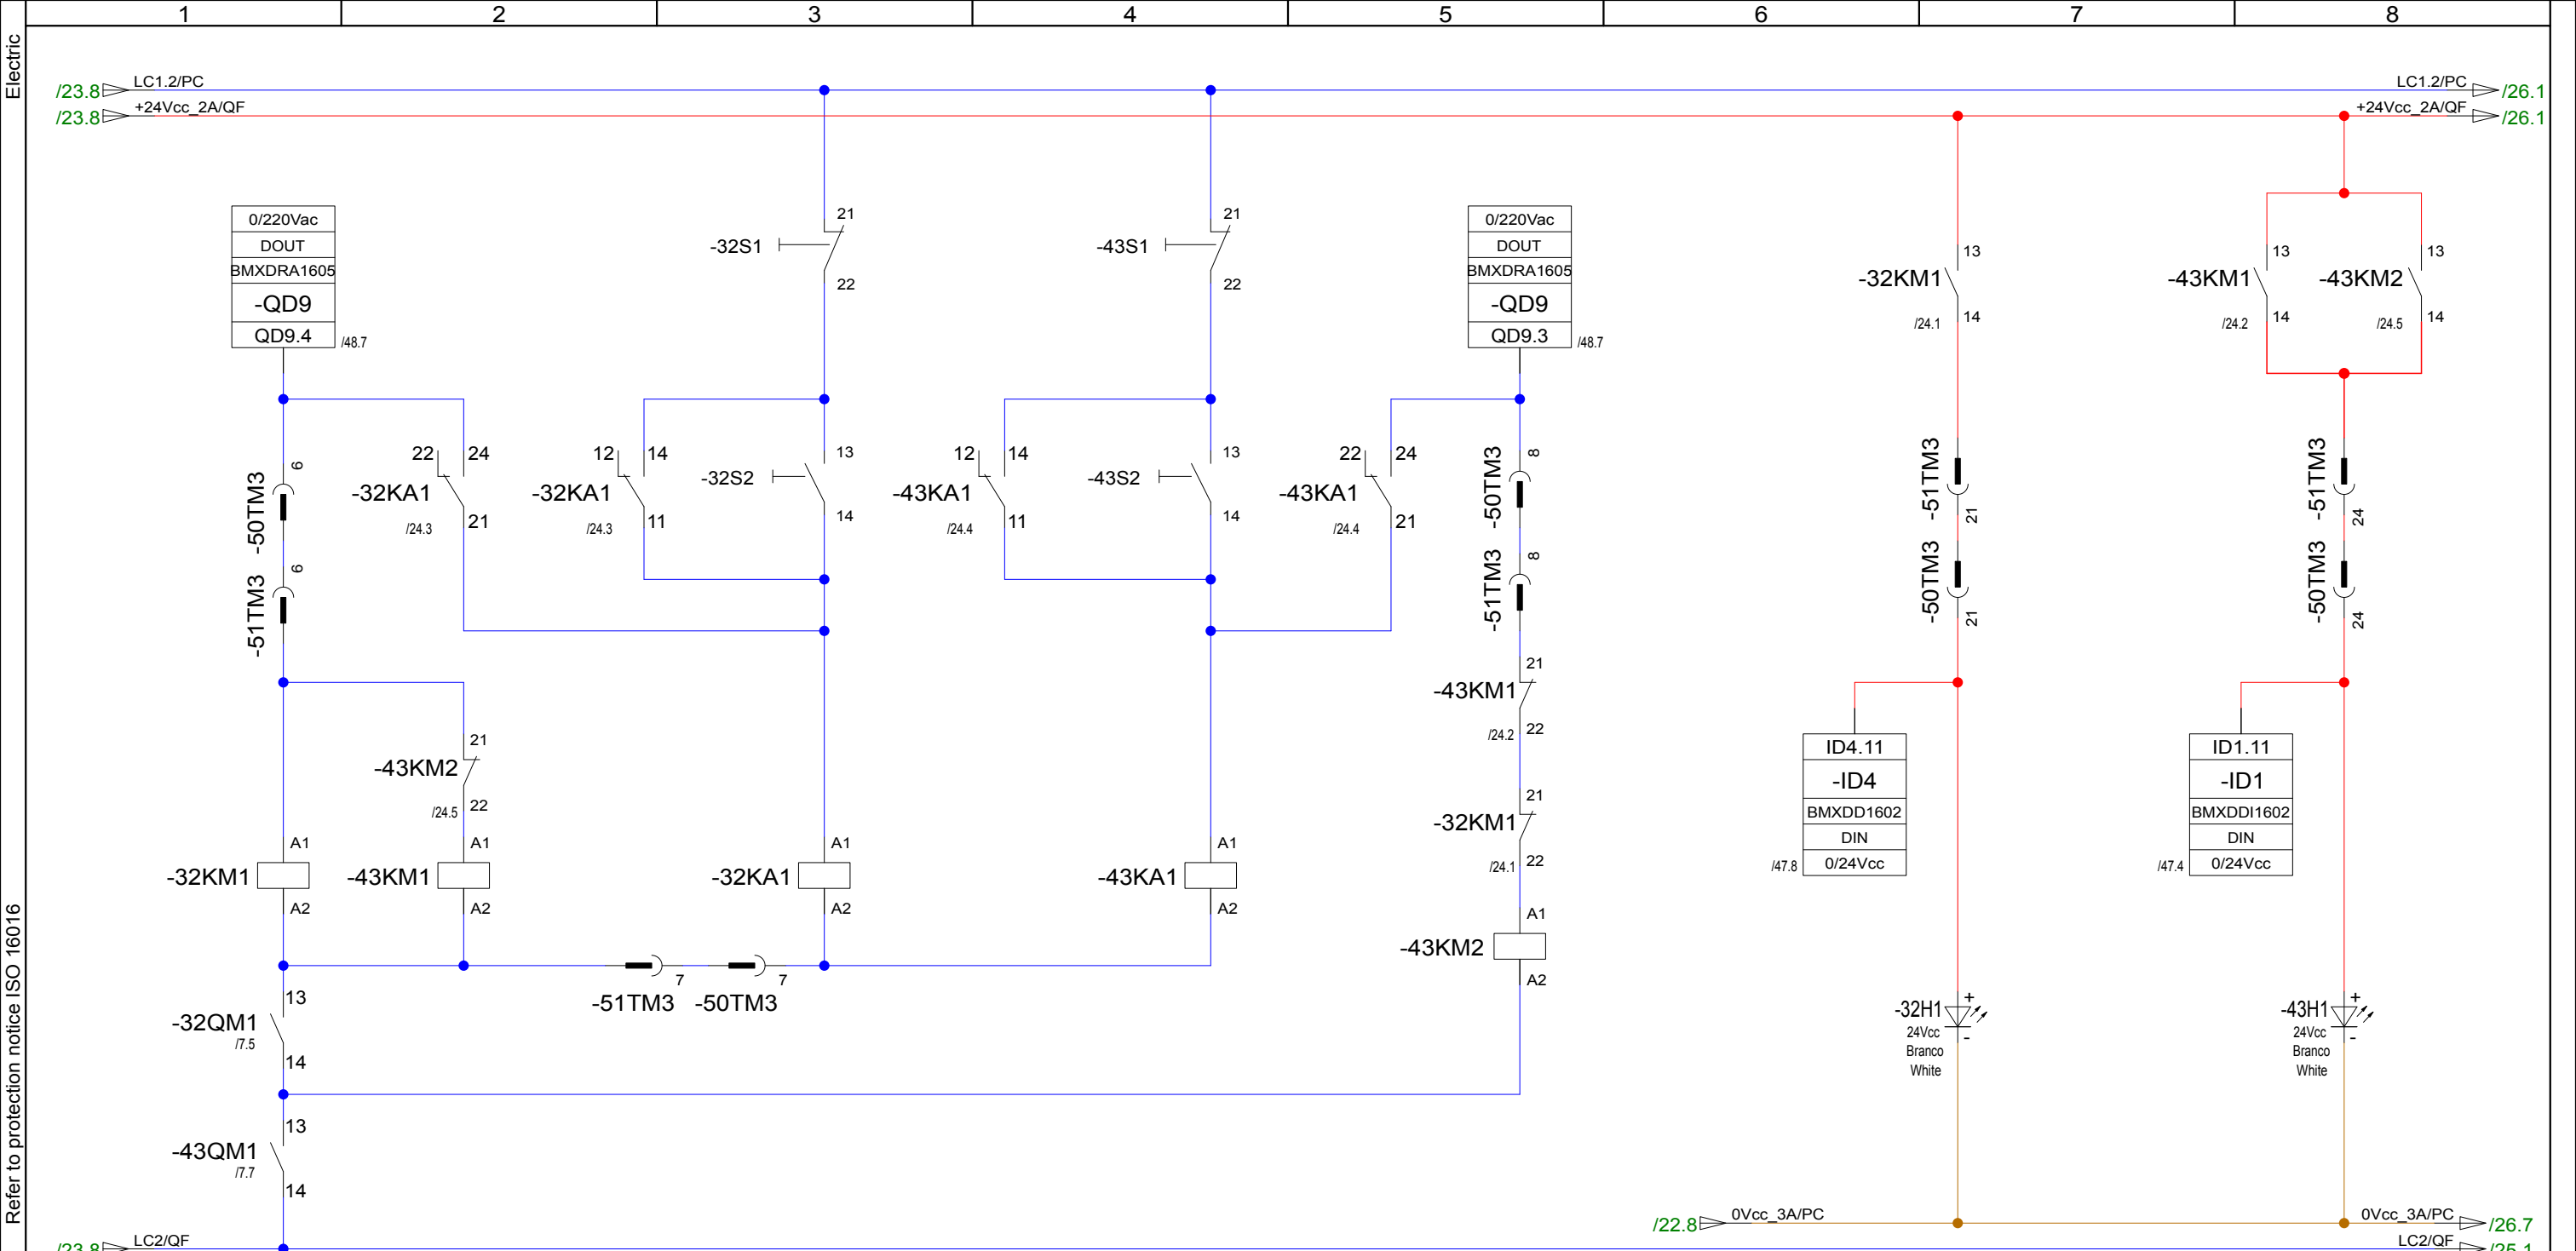 1 2 3 4 5 6 7 8
Electric
/23.8 LC1.2/PC
LC1.2/PC /26.1
/23.8 +24Vcc_2A/QF
+24Vcc_2A/QF /26.1
0/220Vac
DOUT
BMXDRA1605
-QD9
QD9.4
/48.7
-32S1
21
22
-43S1
21
22
0/220Vac
DOUT
BMXDRA1605
-QD9
QD9.3
/48.7
-32KM1
/24.1
13
14
-43KM1
/24.2
13
14
-43KM2
/24.5
13
14
-50TM3
6
-51TM3
6
22 24
-32KA1
/24.3
21
12 14
-32KA1
/24.3
11
13
-32S2
14
12 14
-43KA1
/24.4
11
13
-43S2
14
22 24
-43KA1
/24.4
21
-50TM3
8
-51TM3
8
-51TM3
21
-50TM3
21
-51TM3
24
-50TM3
24
21
-43KM2
/24.5
22
21
-43KM1
/24.2
22
21
-32KM1
/24.1
22
ID4.11
-ID4
BMXDD1602
DIN
0/24Vcc
/47.8
ID1.11
-ID1
BMXDDI1602
DIN
0/24Vcc
/47.4
A1
-32KM1
A2
A1
-43KM1
A2
A1
-32KA1
A2
A1
-43KA1
A2
A1
-43KM2
A2
7
-51TM3
7
-50TM3
13
-32QM1
/7.5
14
13
-43QM1
/7.7
14
+
-32H1
24Vcc
Branco
White
-
+
-43H1
24Vcc
Branco
White
-
Refer to protection notice ISO 16016
/22.8 0Vcc_3A/PC
0Vcc_3A/PC /26.7
/23.8 LC2/QF
LC2/QF /25.1